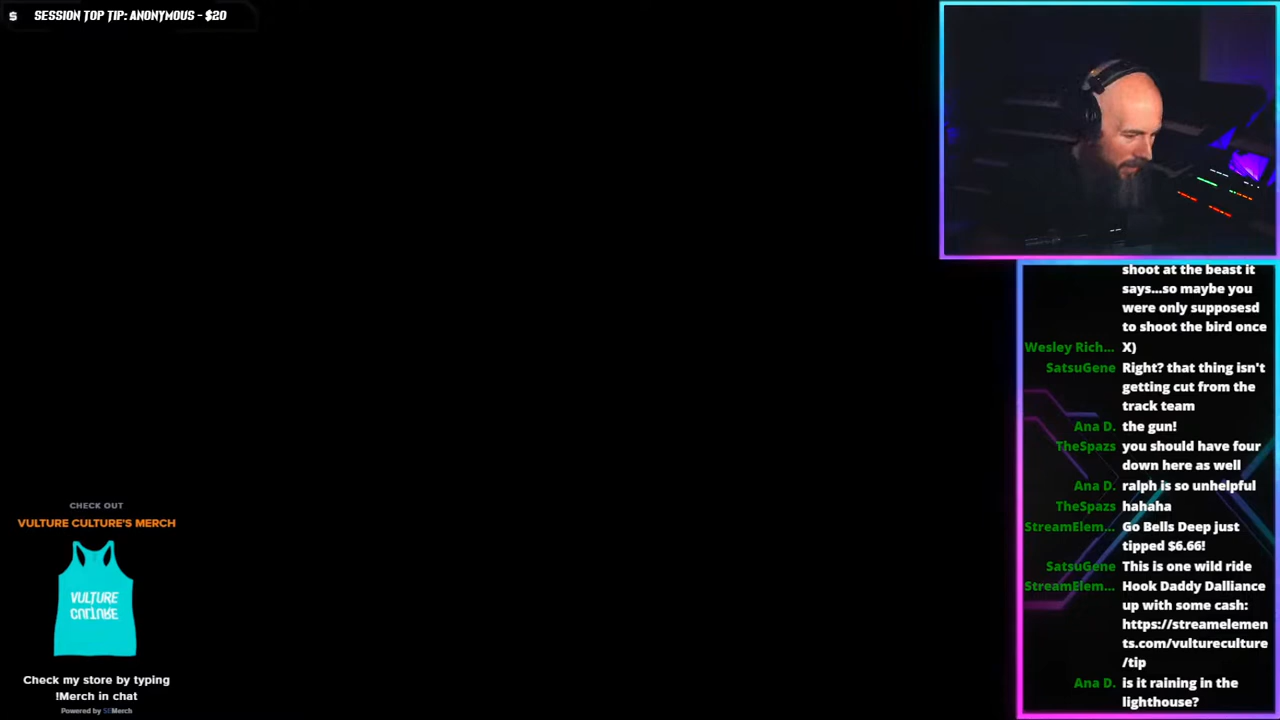 $ SESSION TOP TIP: ANONYMOUS - $20
shoot at the beast it
says...so maybe you
were only supposesd
to shoot the bird once
Wesley Rich... X)
SatsuGene Right? that thing isn't
getting cut from the
track team
Ana D. the gun!
TheSpazs you should have four
down here as well
Ana D. ralph is so unhelpful
TheSpazs hahaha
StreamElem... Go Bells Deep just
tipped $6.66!
SatsuGene This is one wild ride
StreamElem... Hook Daddy Dalliance
up with some cash:
https://streamelemen
ts.com/vultureculture
/tip
Ana D. is it raining in the
lighthouse?
CHECK OUT
VULTURE CULTURE'S MERCH
VULTURE
CULTURE
Check my store by typing
!Merch in chat
Powered by SEMerch